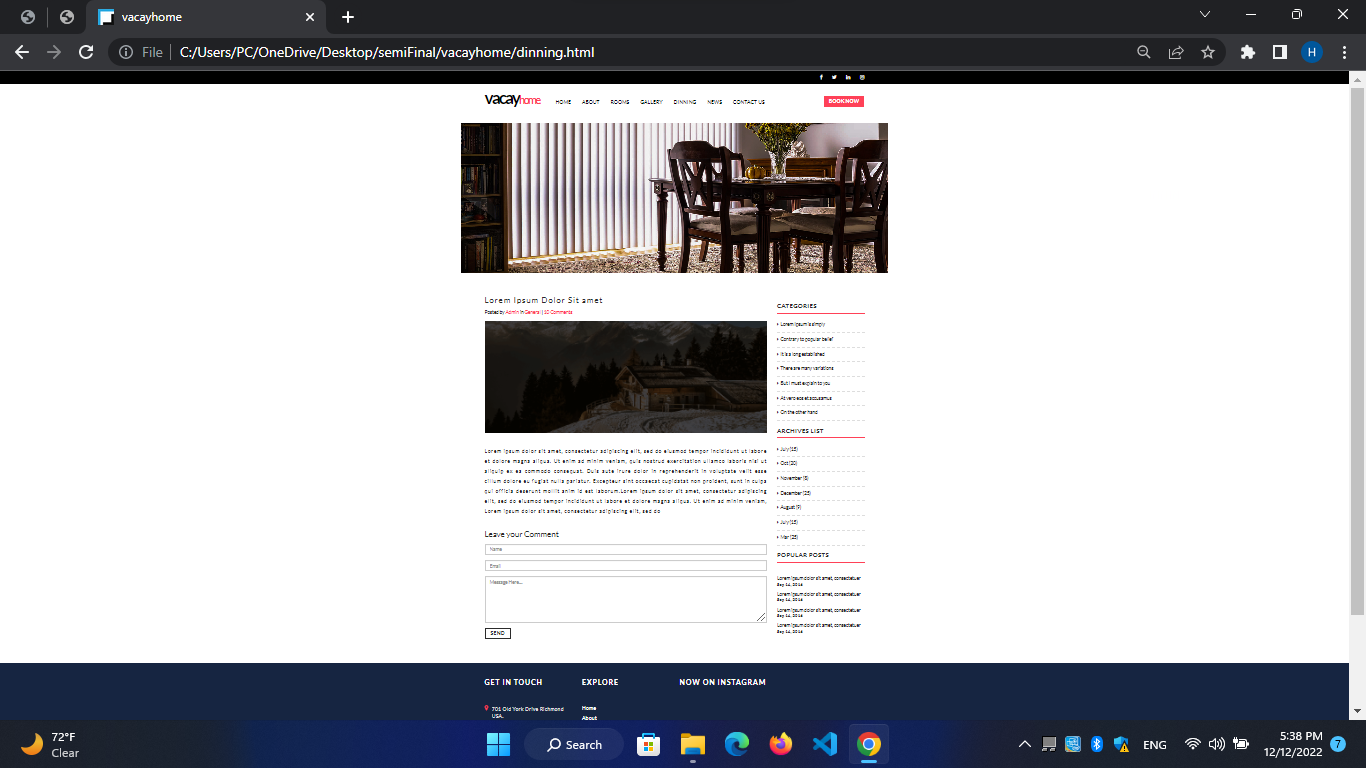 vacayhome
File
C:/Users/PC/OneDrive/Desktop/semiFinal/vacayhome/dinning.html
H
vacayhome
HOME ABOUT ROOMS GALLERY DINNING NEWS CONTACT US
BOOK NOW
Lorem Ipsum Dolor Sit amet
Posted by Admin in General | 10 Comments
Lorem ipsum dolor sit amet, consectetur adipiscing elit, sed do eiusmod tempor incididunt ut labore
et dolore magna aliqua. Ut enim ad minim veniam, quis nostrud exercitation ullamco laboris nisi ut
aliquip ex ea commodo consequat. Duis aute irure dolor in reprehenderit in voluptate velit esse
cillum dolore eu fugiat nulla pariatur. Excepteur sint occaecat cupidatat non proident, sunt in culpa
qui officia deserunt mollit anim id est laborum.Lorem ipsum dolor sit amet, consectetur adipiscing
elit, sed do eiusmod tempor incididunt ut labore et dolore magna aliqua. Ut enim ad minim veniam,
Lorem ipsum dolor sit amet, consectetur adipiscing elit, sed do
Leave your Comment
Name
Email
Message Here...
SEND
CATEGORIES
Lorem Ipsum is simply
Contrary to popular belief
It is a long established
There are many variations
But I must explain to you
At vero eos et accusamus
On the other hand
ARCHIVES LIST
July (15)
Oct (20)
November (8)
December (25)
August (9)
July (15)
Mar (25)
POPULAR POSTS
Lorem ipsum dolor sit amet, consectetuer
Sep 14, 2016
Lorem ipsum dolor sit amet, consectetuer
Sep 14, 2016
Lorem ipsum dolor sit amet, consectetuer
Sep 14, 2016
Lorem ipsum dolor sit amet, consectetuer
Sep 14, 2016
GET IN TOUCH
701 Old York Drive Richmond
USA.
EXPLORE
Home
About
NOW ON INSTAGRAM
72°F
Clear
Search
ENG
5:38 PM
12/12/2022
7